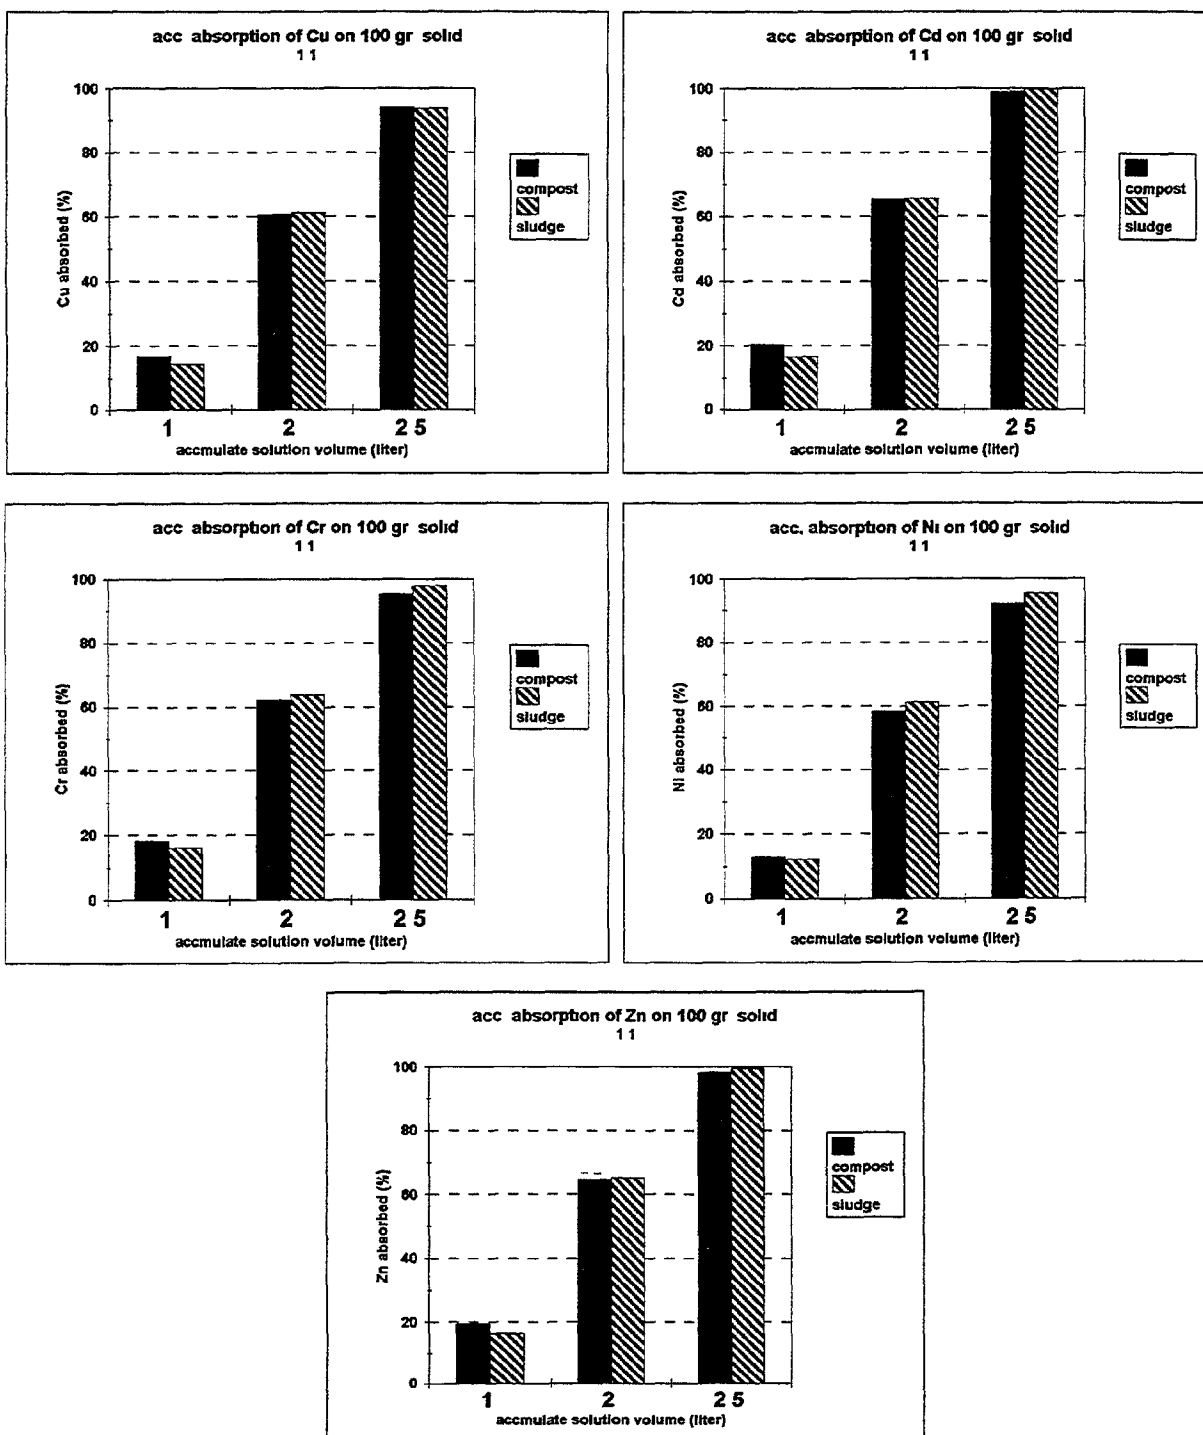 acc absorption of Cu on 100 gr solid
1 1
100
80
60
40
20
0
Cu absorbed (%)
1 2 2 5
accmulate solution volume (liter)
compost
sludge
acc absorption of Cd on 100 gr solid
1 1
100
80
60
40
20
0
Cd absorbed (%)
1 2 2 5
accmulate solution volume (liter)
compost
sludge
acc absorption of Cr on 100 gr solid
1 1
100
80
60
40
20
0
Cr absorbed (%)
1 2 2 5
accmulate solution volume (liter)
compost
sludge
acc. absorption of Ni on 100 gr solid
1 1
100
80
60
40
20
0
Ni absorbed (%)
1 2 2 5
accmulate solution volume (liter)
compost
sludge
acc absorption of Zn on 100 gr solid
1 1
100
80
60
40
20
0
Zn absorbed (%)
1 2 2 5
accmulate solution volume (liter)
compost
sludge